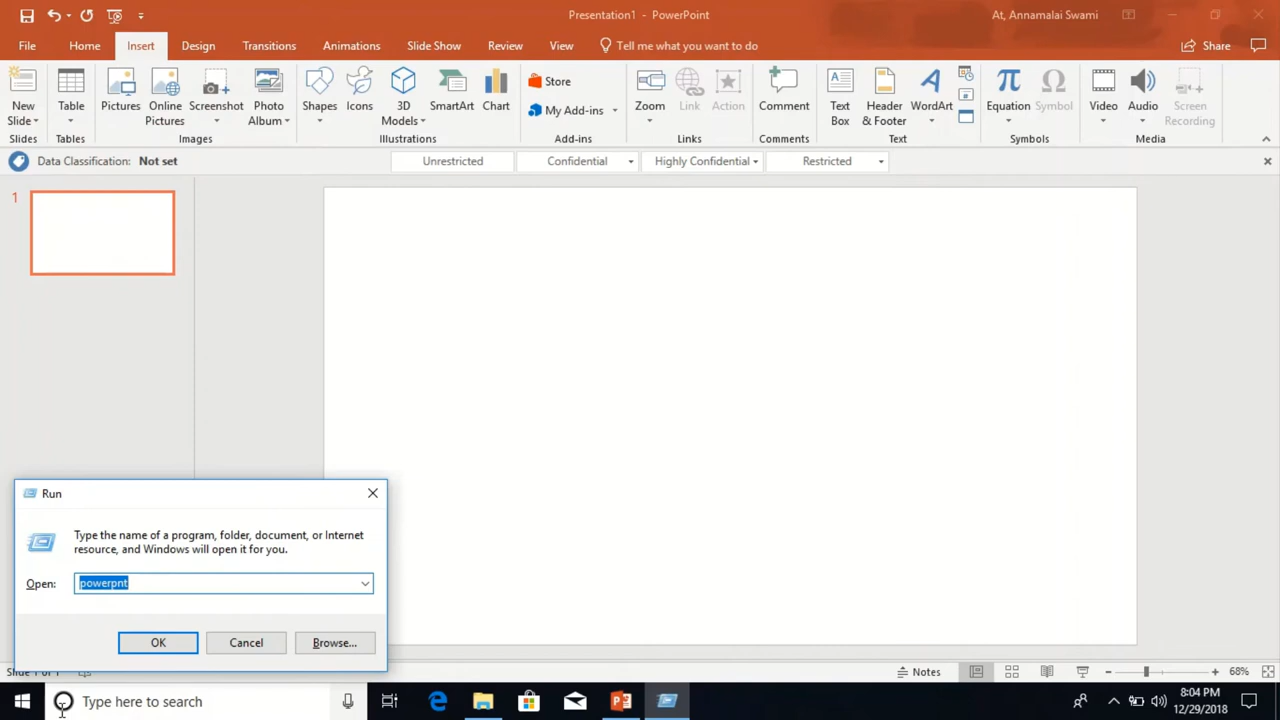 Presentation1 - PowerPoint
At, Annamalai Swami
File Home Insert Design Transitions Animations Slide Show Review View Tell me what you want to do Share
New Slide
Table
Pictures
Online Pictures
Screenshot
Photo Album
Shapes
Icons
3D Models
SmartArt
Chart
Store
My Add-ins
Zoom
Link
Action
Comment
Text Box
Header & Footer
WordArt
Equation
Symbol
Video
Audio
Screen Recording
Slides Tables Images Illustrations Add-ins Links Comments Text Symbols Media
Data Classification: Not set Unrestricted Confidential Highly Confidential Restricted
1
Run
Type the name of a program, folder, document, or Internet
resource, and Windows will open it for you.
Open: powerpnt
OK Cancel Browse...
Notes 68%
Type here to search
8:04 PM
12/29/2018